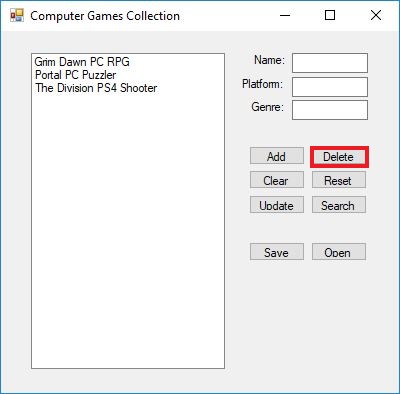 Computer Games Collection
Grim Dawn PC RPG
Portal PC Puzzler
The Division PS4 Shooter
Name:
Platform:
Genre:
Add Delete
Clear Reset
Update Search
Save Open